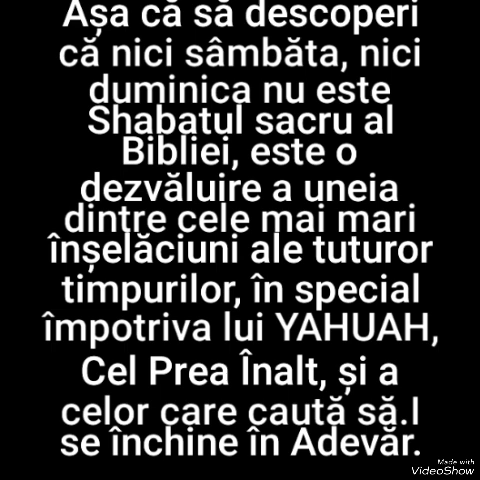 Așa că să descoperi
că nici sâmbăta, nici
duminica nu este
Shabatul sacru al
Bibliei, este o
dezvăluire a uneia
dintre cele mai mari
înșelăciuni ale tuturor
timpurilor, în special
împotriva lui YAHUAH,
Cel Prea Înalt, și a
celor care caută să.I
se închine în Adevăr.
Made with
VideoShow